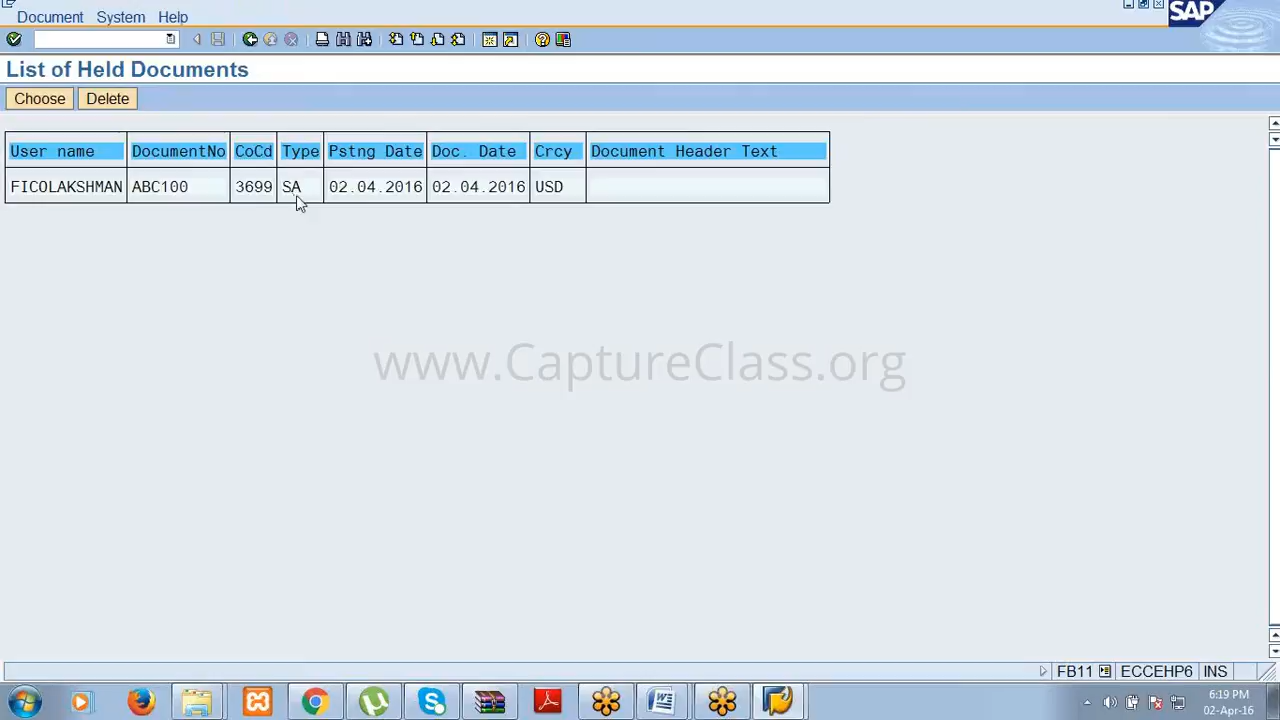 Document System Help
SAP
List of Held Documents
Choose Delete
User name DocumentNo CoCd Type Pstng Date Doc. Date Crcy Document Header Text
FICOLAKSHMAN ABC100 3699 SA 02.04.2016 02.04.2016 USD
www.CaptureClass.org
FB11 ECCEHP6 INS
6:19 PM
02-Apr-16